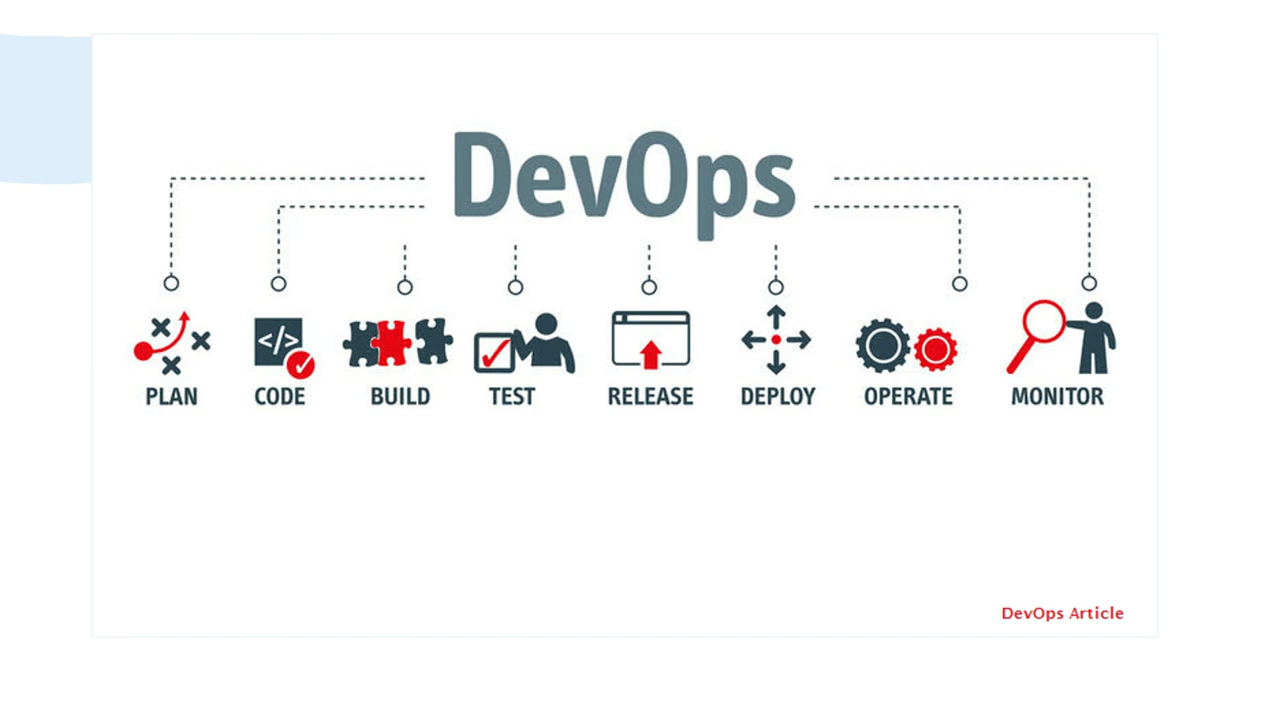 DevOps
PLAN CODE BUILD TEST RELEASE DEPLOY OPERATE MONITOR
</>
DevOps Article